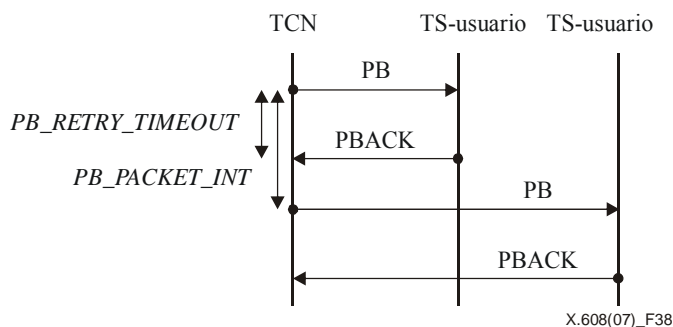 TCN TS-usuario TS-usuario
PB
PB_RETRY_TIMEOUT
PBACK
PB_PACKET_INT
PB
PBACK
X.608(07)_F38